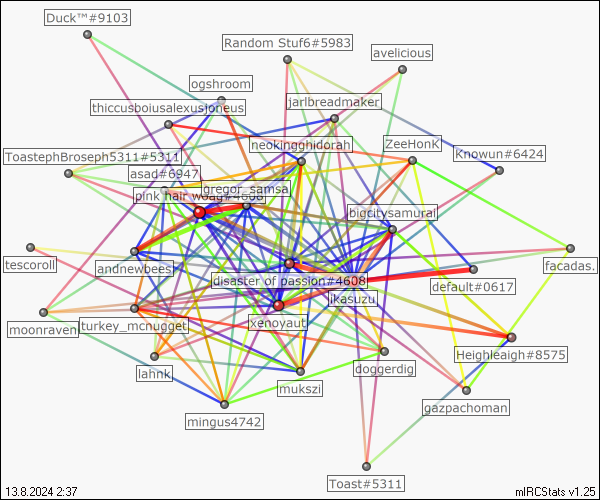 Duck™#9103
Random Stuf6#5983
avelicious
ogshroom
jarlbreadmaker
thiccusboiusalexusjoneus
neokingghidorah
ZeeHonk
Knowun#6424
ToastephBroseph5311#5311
asad#6947
gregor_samsa
pink hair woag#4608
bigcitysamurai
tescoroll
andnewbees
facadas.
disaster of passion#4608
default#0617
ikasuzu
moonraven
turkey_mcnugget
xenoyaut
Heighleigh#8575
lahnk
doggerdig
mukszi
gazpachoman
mingus4742
Toast#5311
13.8.2024 2:37
mIRCStats v1.25